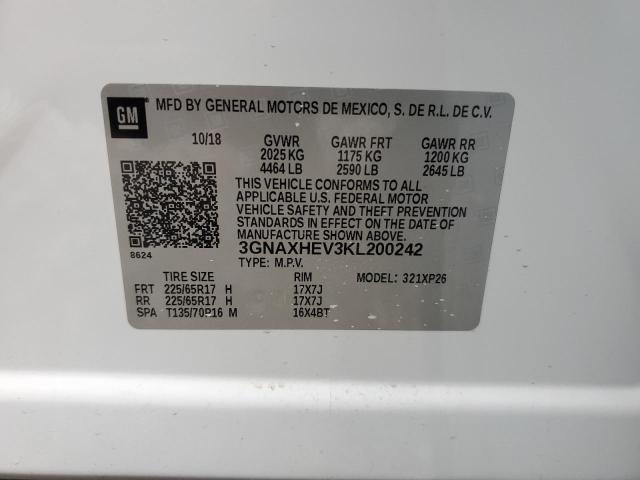 GM
MFD BY GENERAL MOTORS DE MEXICO, S. DE R.L. DE C.V.
10/18 GVWR GAWR FRT GAWR RR
2025 KG 1175 KG 1200 KG
4464 LB 2590 LB 2645 LB
THIS VEHICLE CONFORMS TO ALL
APPLICABLE U.S. FEDERAL MOTOR
VEHICLE SAFETY AND THEFT PREVENTION
STANDARDS IN EFFECT ON THE DATE OF
MANUFACTURE SHOWN ABOVE.
3GNAXHEV3KL200242
8624 TYPE: M.P.V.
TIRE SIZE RIM MODEL: 321XP26
FRT 225/65R17 H 17X7J
RR 225/65R17 H 17X7J
SPA T135/70R16 M 16X4BT